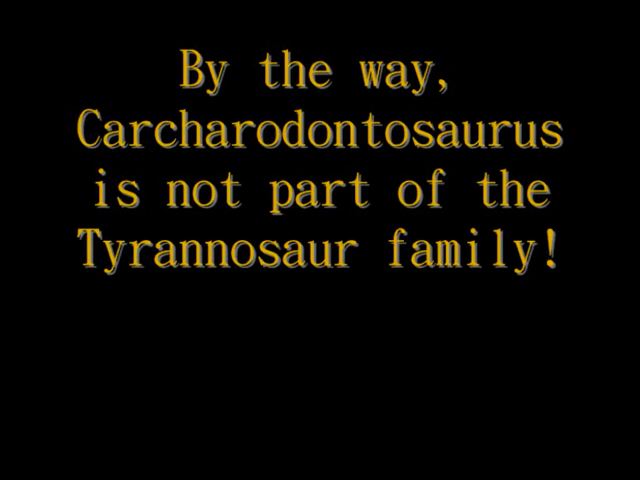 By the way,
Carcharodontosaurus
is not part of the
Tyrannosaur family!